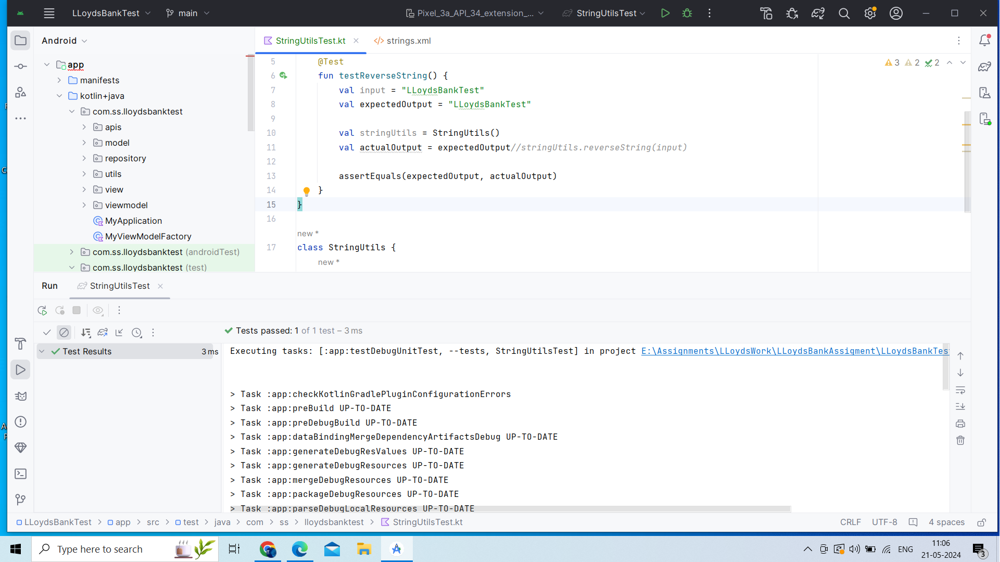 LLoydsBankTest
main
Pixel_3a_API_34_extension_...
StringUtilsTest
Android
StringUtilsTest.kt
strings.xml
app
manifests
kotlin+java
com.ss.lloydsbanktest
apis
model
repository
utils
view
viewmodel
MyApplication
MyViewModelFactory
com.ss.lloydsbanktest (androidTest)
com.ss.lloydsbanktest (test)
3 2 2
5 @Test
6 fun testReverseString() {
7 val input = "LLoydsBankTest"
8 val expectedOutput = "LLoydsBankTest"
9
10 val stringUtils = StringUtils()
11 val actualOutput = expectedOutput//stringUtils.reverseString(input)
12
13 assertEquals(expectedOutput, actualOutput)
14 }
15 }
16
new *
17 class StringUtils {
new *
Run
StringUtilsTest
Tests passed: 1 of 1 test – 3 ms
Test Results 3 ms
Executing tasks: [:app:testDebugUnitTest, --tests, StringUtilsTest] in project E:\Assignments\LLoydsWork\LLoydsBankAssigment\LLoydsBankTes
> Task :app:checkKotlinGradlePluginConfigurationErrors
> Task :app:preBuild UP-TO-DATE
> Task :app:preDebugBuild UP-TO-DATE
> Task :app:dataBindingMergeDependencyArtifactsDebug UP-TO-DATE
> Task :app:generateDebugResValues UP-TO-DATE
> Task :app:generateDebugResources UP-TO-DATE
> Task :app:mergeDebugResources UP-TO-DATE
> Task :app:packageDebugResources UP-TO-DATE
> Task :app:parseDebugLocalResources UP-TO-DATE
LLoydsBankTest > app > src > test > java > com > ss > lloydsbanktest > StringUtilsTest.kt
CRLF UTF-8 4 spaces
Type here to search
ENG
11:06
21-05-2024
3